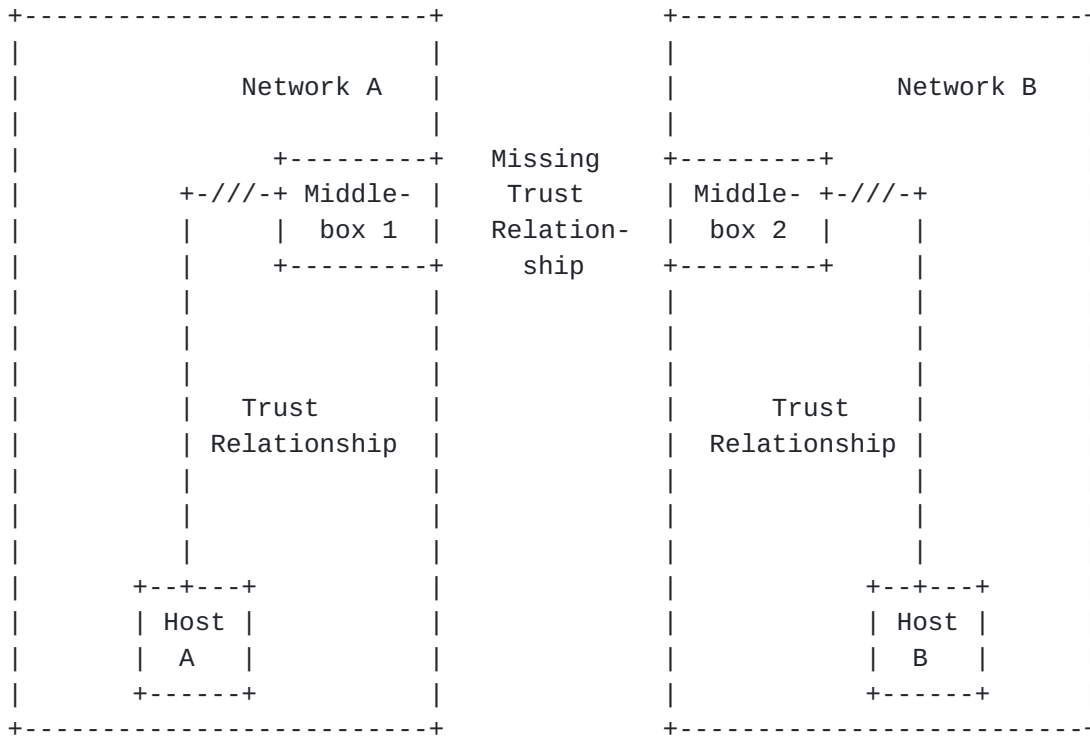 Network A
Network B
Missing
Middle- Trust Middle-
box 1 Relation- box 2
ship
Trust Trust
Relationship Relationship
Host Host
A B